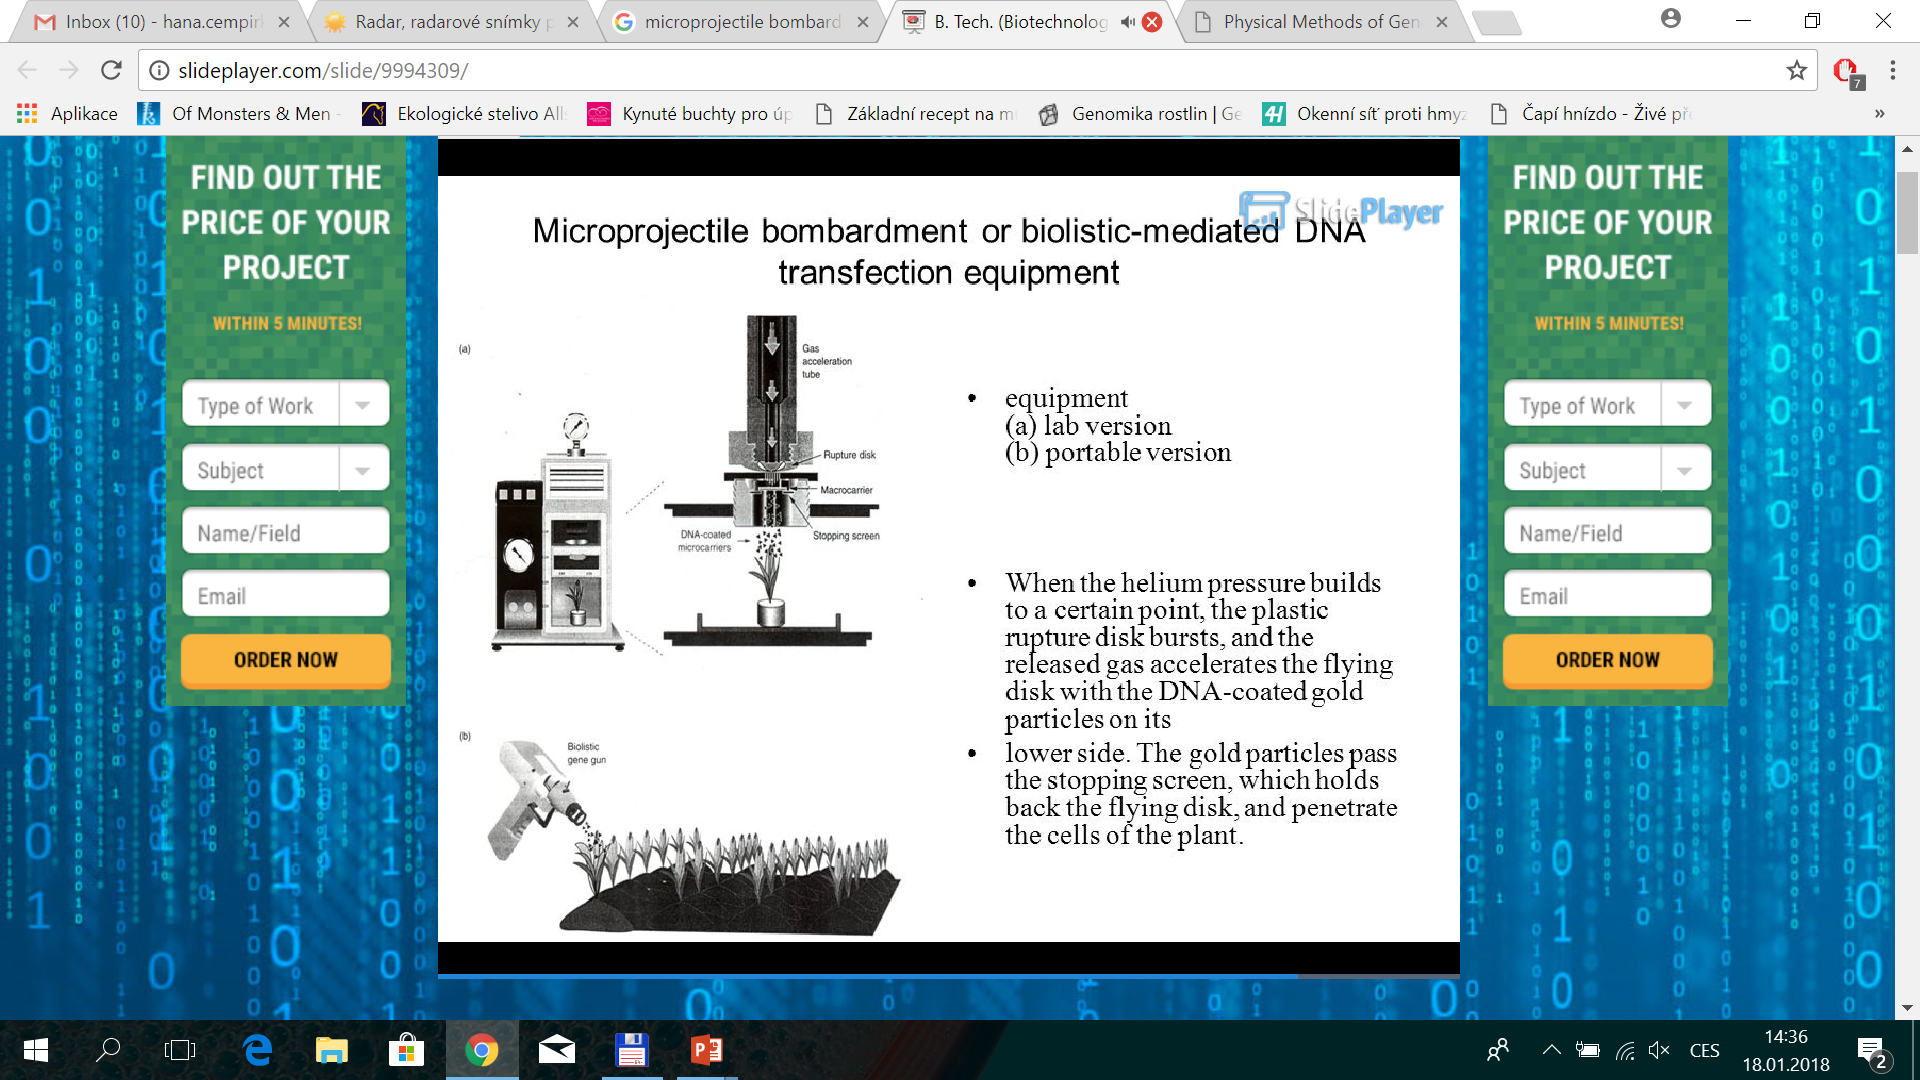 Inbox (10) - hana.cempir
Radar, radarové snímky p
microprojectile bombard
B. Tech. (Biotechnolog
Physical Methods of Gen
slideplayer.com/slide/9994309/
7
Aplikace
Of Monsters & Men -
Ekologické stelivo All
Kynuté buchty pro úp
Základní recept na m
Genomika rostlin | Ge
Okenní síť proti hmyz
Čapí hnízdo - Živé př
»
FIND OUT THE
PRICE OF YOUR
PROJECT
WITHIN 5 MINUTES!
Type of Work
Subject
Name/Field
Email
ORDER NOW
SlidePlayer
Microprojectile bombardment or biolistic-mediated DNA
transfection equipment
(a)
Gas
acceleration
tube
Rupture disk
Macrocarrier
DNA-coated
microcarriers
Stopping screen
(b)
Biolistic
gene gun
• equipment
(a) lab version
(b) portable version
• When the helium pressure builds
to a certain point, the plastic
rupture disk bursts, and the
released gas accelerates the flying
disk with the DNA-coated gold
particles on its
• lower side. The gold particles pass
the stopping screen, which holds
back the flying disk, and penetrate
the cells of the plant.
FIND OUT THE
PRICE OF YOUR
PROJECT
WITHIN 5 MINUTES!
Type of Work
Subject
Name/Field
Email
ORDER NOW
CES
14:36
18.01.2018
2